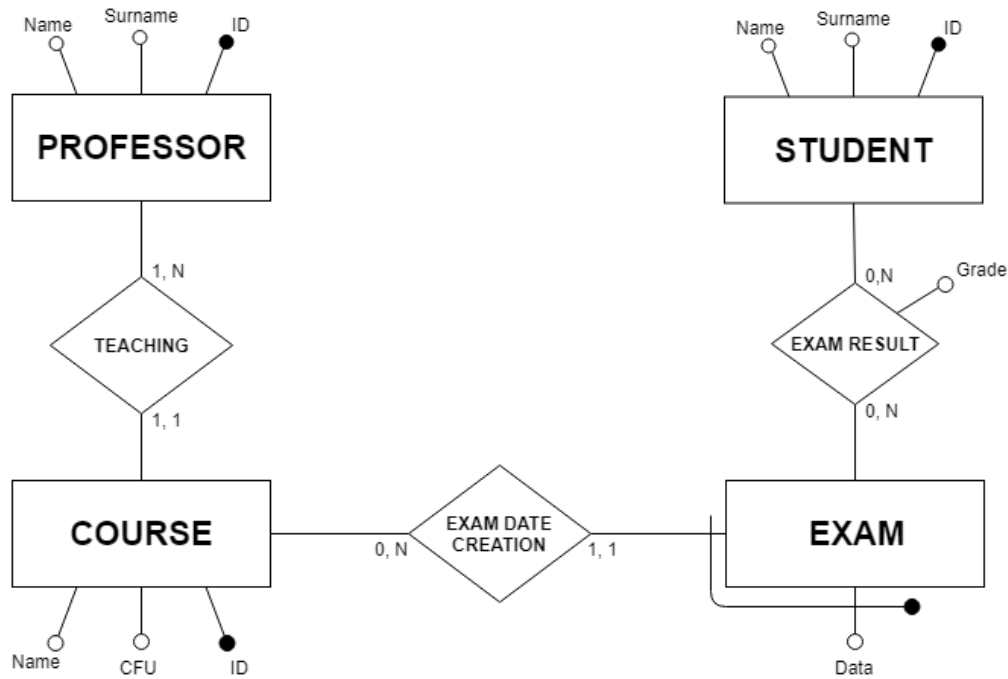 Name
Surname
ID
PROFESSOR
1, N
TEACHING
1, 1
COURSE
Name
CFU
ID
0, N
EXAM DATE
CREATION
1, 1
Name
Surname
ID
STUDENT
0,N
Grade
EXAM RESULT
0, N
EXAM
Data